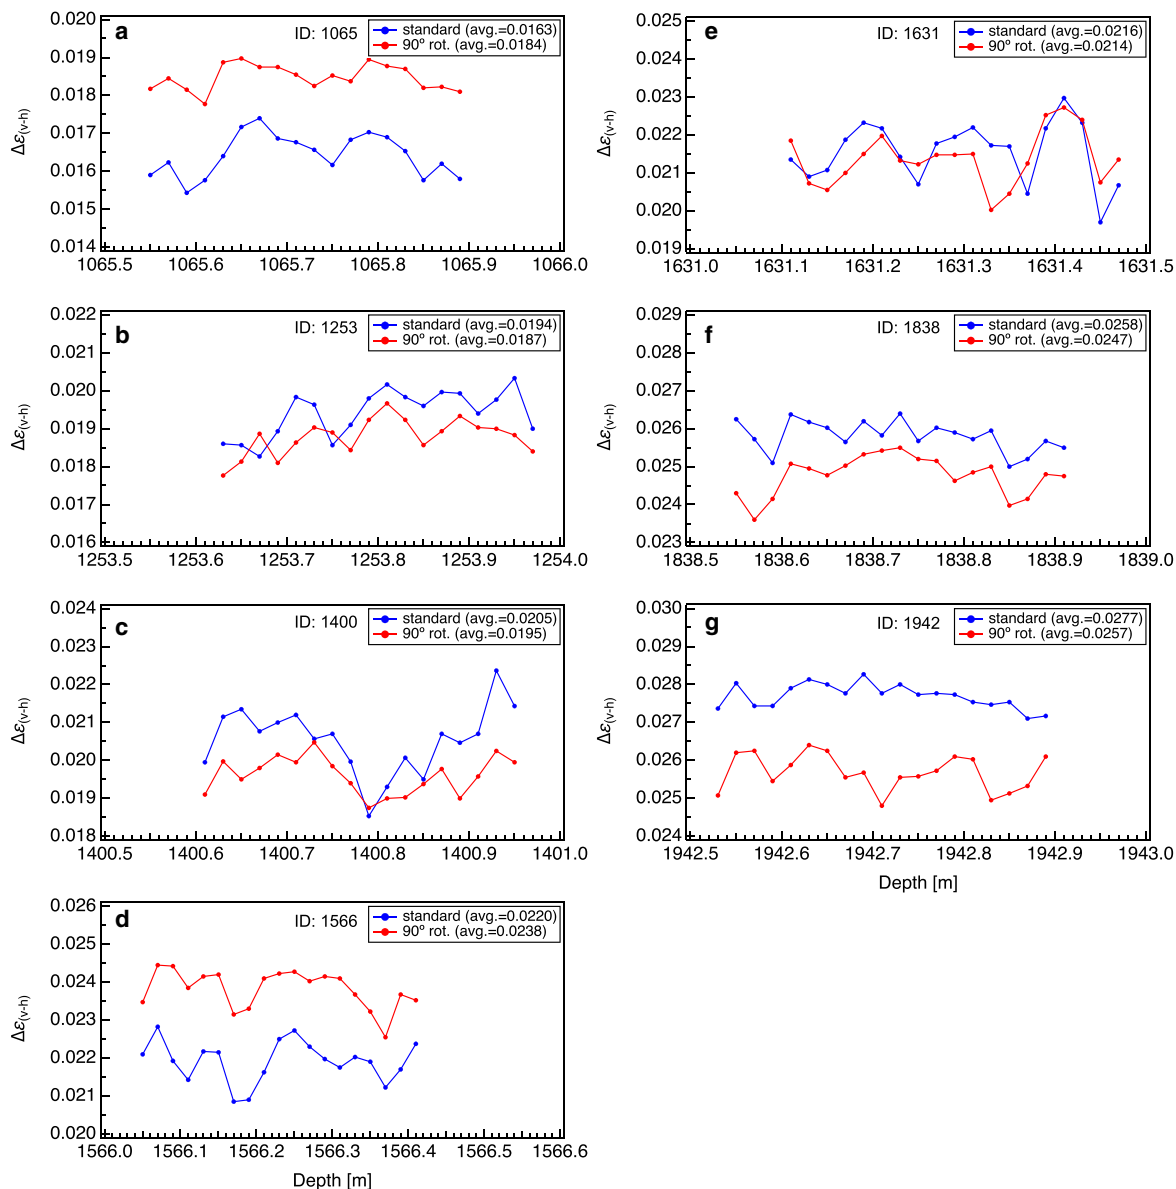 a
ID: 1065
standard (avg.=0.0163)
90º rot. (avg.=0.0184)
0.020
0.019
0.018
0.017
0.016
0.015
0.014
Δε(v-h)
1065.5 1065.6 1065.7 1065.8 1065.9 1066.0
b
ID: 1253
standard (avg.=0.0194)
90º rot. (avg.=0.0187)
0.022
0.021
0.020
0.019
0.018
0.017
0.016
Δε(v-h)
1253.5 1253.6 1253.7 1253.8 1253.9 1254.0
c
ID: 1400
standard (avg.=0.0205)
90º rot. (avg.=0.0195)
0.024
0.023
0.022
0.021
0.020
0.019
0.018
Δε(v-h)
1400.5 1400.6 1400.7 1400.8 1400.9 1401.0
d
ID: 1566
standard (avg.=0.0220)
90º rot. (avg.=0.0238)
0.026
0.025
0.024
0.023
0.022
0.021
0.020
Δε(v-h)
1566.0 1566.1 1566.2 1566.3 1566.4 1566.5 1566.6
Depth [m]
e
ID: 1631
standard (avg.=0.0216)
90º rot. (avg.=0.0214)
0.025
0.024
0.023
0.022
0.021
0.020
0.019
Δε(v-h)
1631.0 1631.1 1631.2 1631.3 1631.4 1631.5
f
ID: 1838
standard (avg.=0.0258)
90º rot. (avg.=0.0247)
0.029
0.028
0.027
0.026
0.025
0.024
0.023
Δε(v-h)
1838.5 1838.6 1838.7 1838.8 1838.9 1839.0
g
ID: 1942
standard (avg.=0.0277)
90º rot. (avg.=0.0257)
0.030
0.029
0.028
0.027
0.026
0.025
0.024
Δε(v-h)
1942.5 1942.6 1942.7 1942.8 1942.9 1943.0
Depth [m]